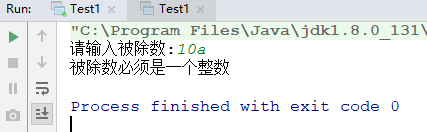 Run: Test1 Test1
"C:\Program Files\Java\jdk1.8.0_131\
请输入被除数:10a
被除数必须是一个整数
Process finished with exit code 0